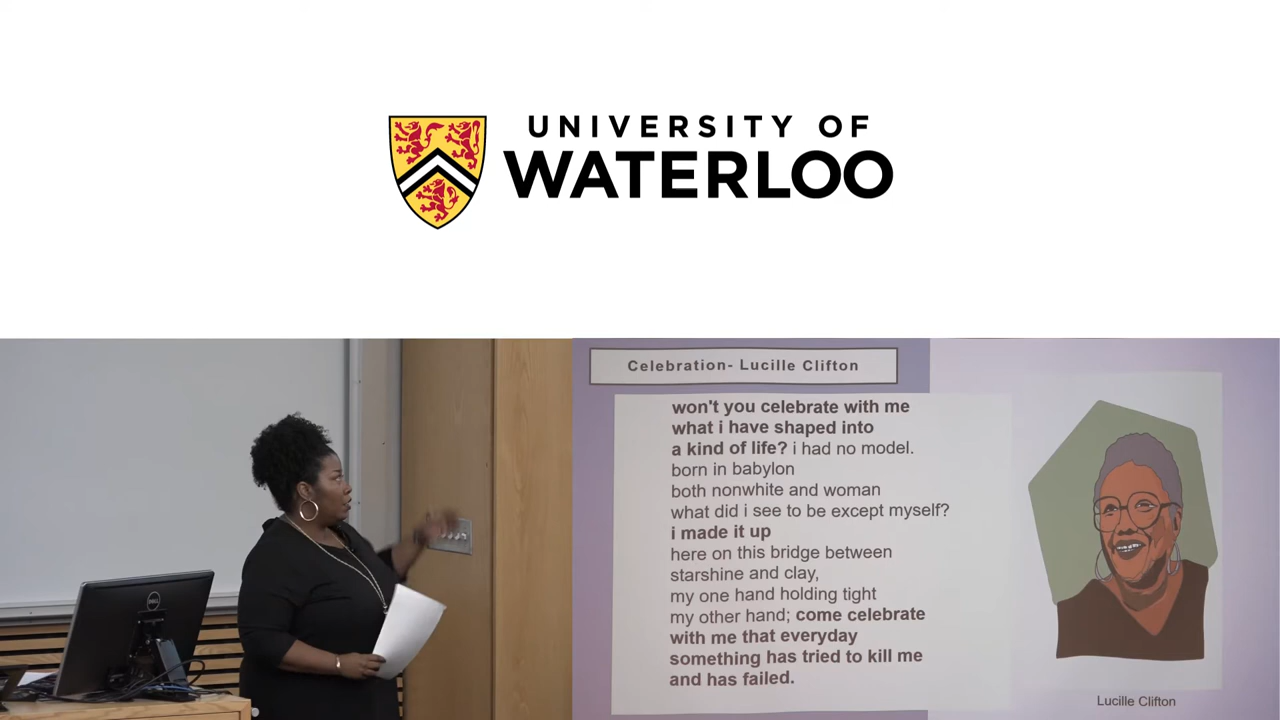 UNIVERSITY OF
WATERLOO
Celebration- Lucille Clifton
won't you celebrate with me
what i have shaped into
a kind of life? i had no model.
born in babylon
both nonwhite and woman
what did i see to be except myself?
i made it up
here on this bridge between
starshine and clay,
my one hand holding tight
my other hand; come celebrate
with me that everyday
something has tried to kill me
and has failed.
Lucille Clifton
DELL